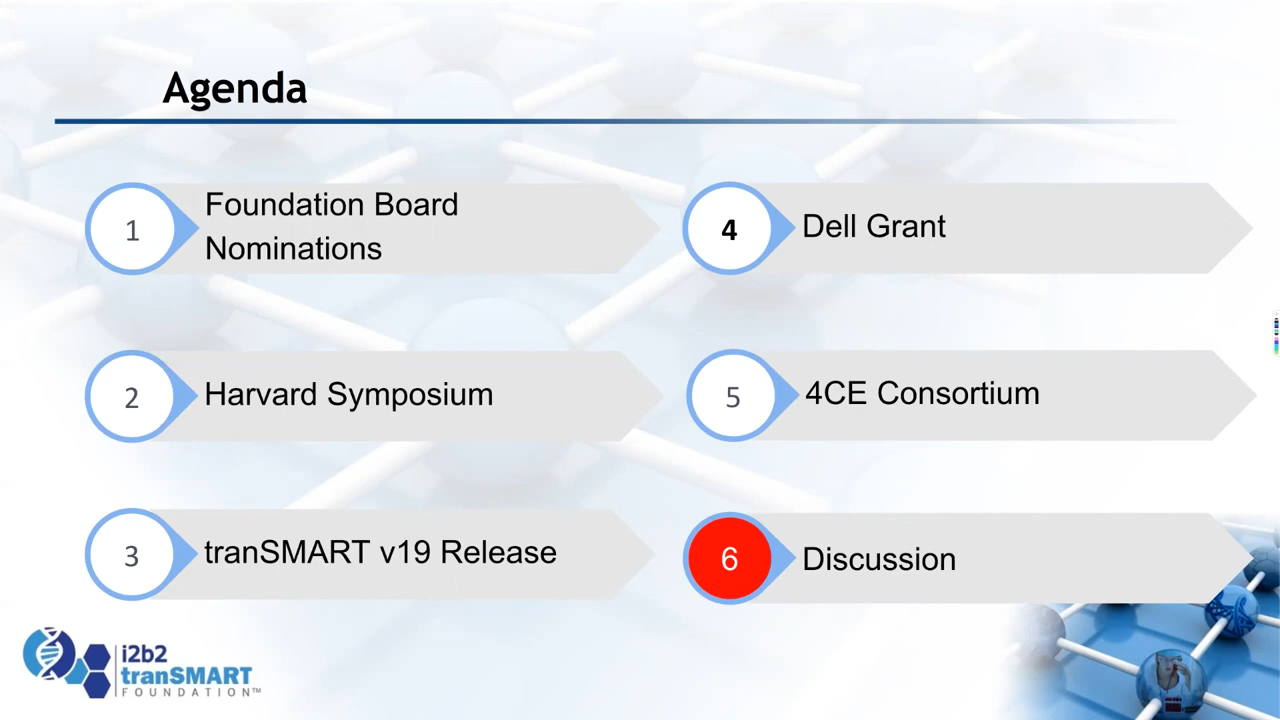 Agenda
1
Foundation Board
Nominations
2
Harvard Symposium
3
tranSMART v19 Release
4
Dell Grant
5
4CE Consortium
6
Discussion
i2b2
tranSMART
FOUNDATION™